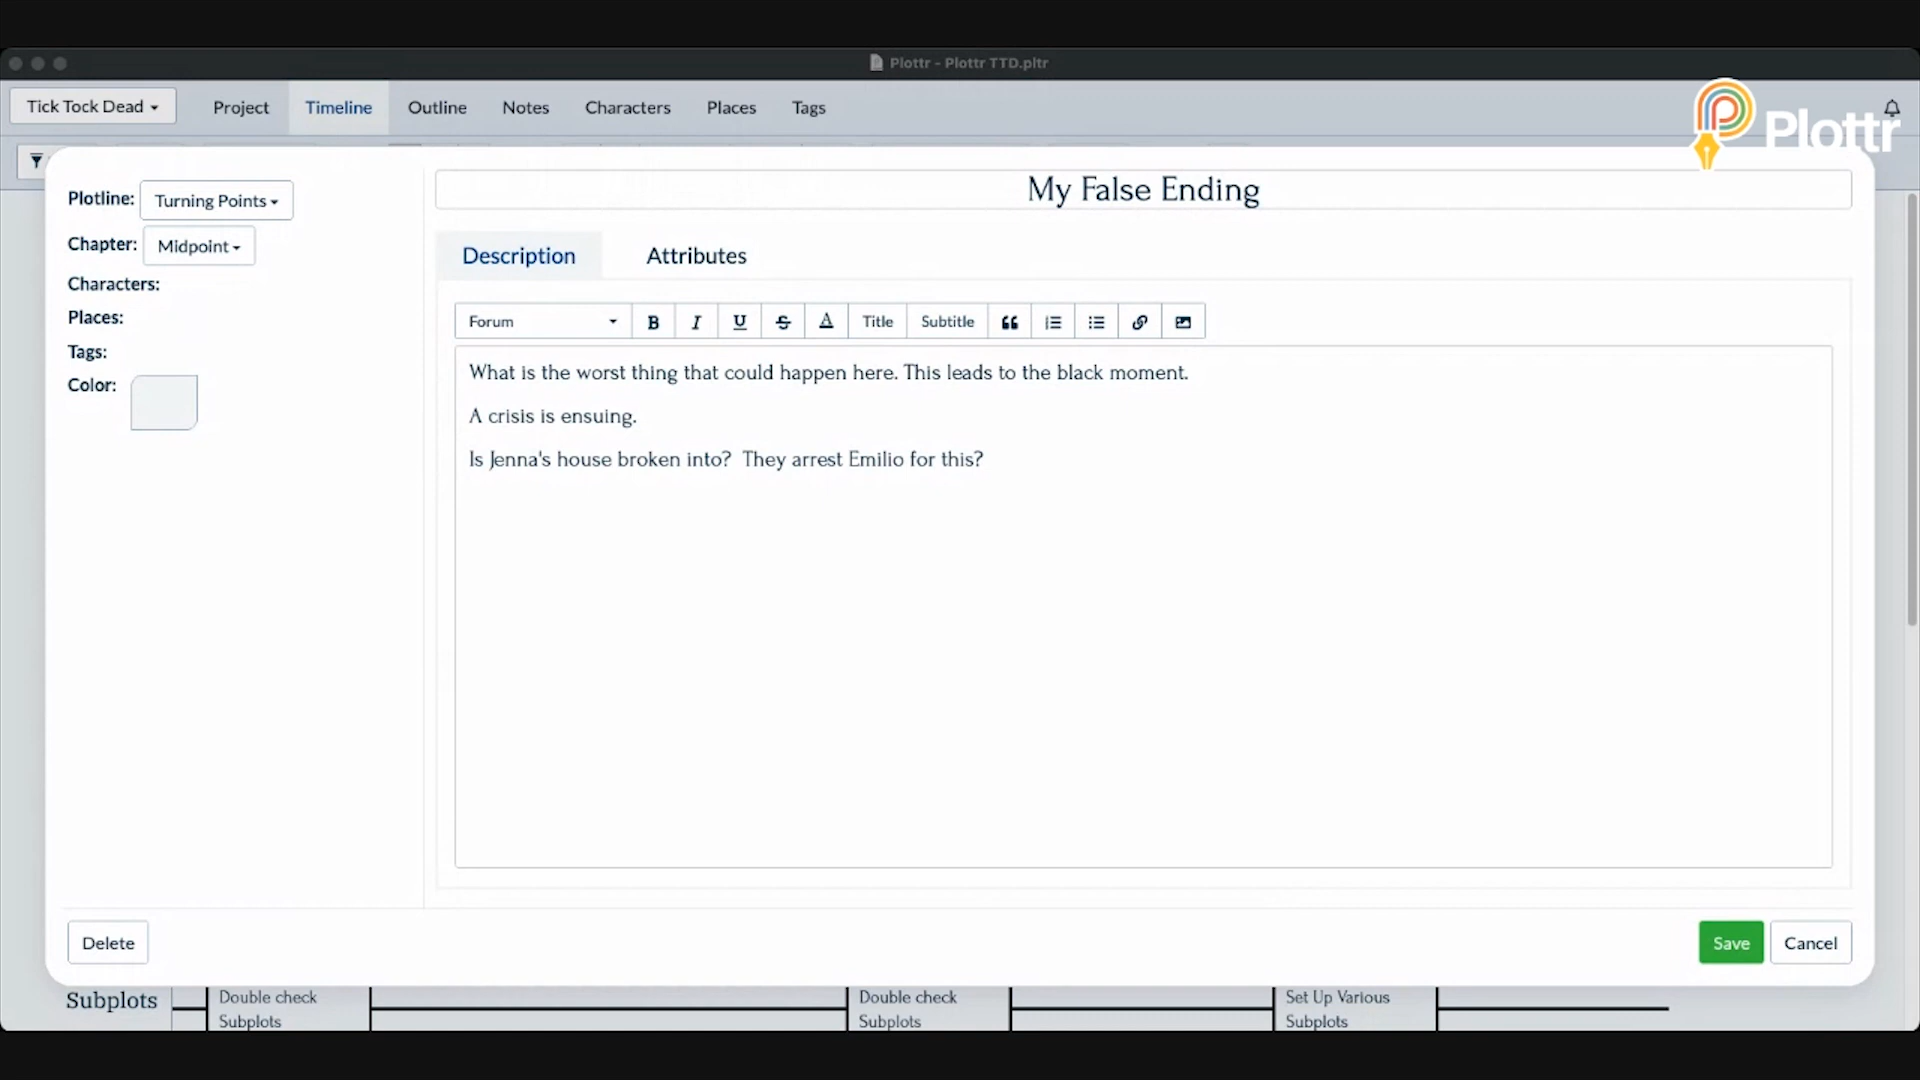 Plottr - Plottr TTD.pltr
Tick Tock Dead
Project
Timeline
Outline
Notes
Characters
Places
Tags
Plottr
Plotline:
Turning Points
Chapter:
Midpoint
Characters:
Places:
Tags:
Color:
My False Ending
Description
Attributes
Forum
B
I
U
S
A
Title
Subtitle
What is the worst thing that could happen here. This leads to the black moment.
A crisis is ensuing.
Is Jenna's house broken into?  They arrest Emilio for this?
Delete
Save
Cancel
Subplots
Double check
Subplots
Double check
Subplots
Set Up Various
Subplots